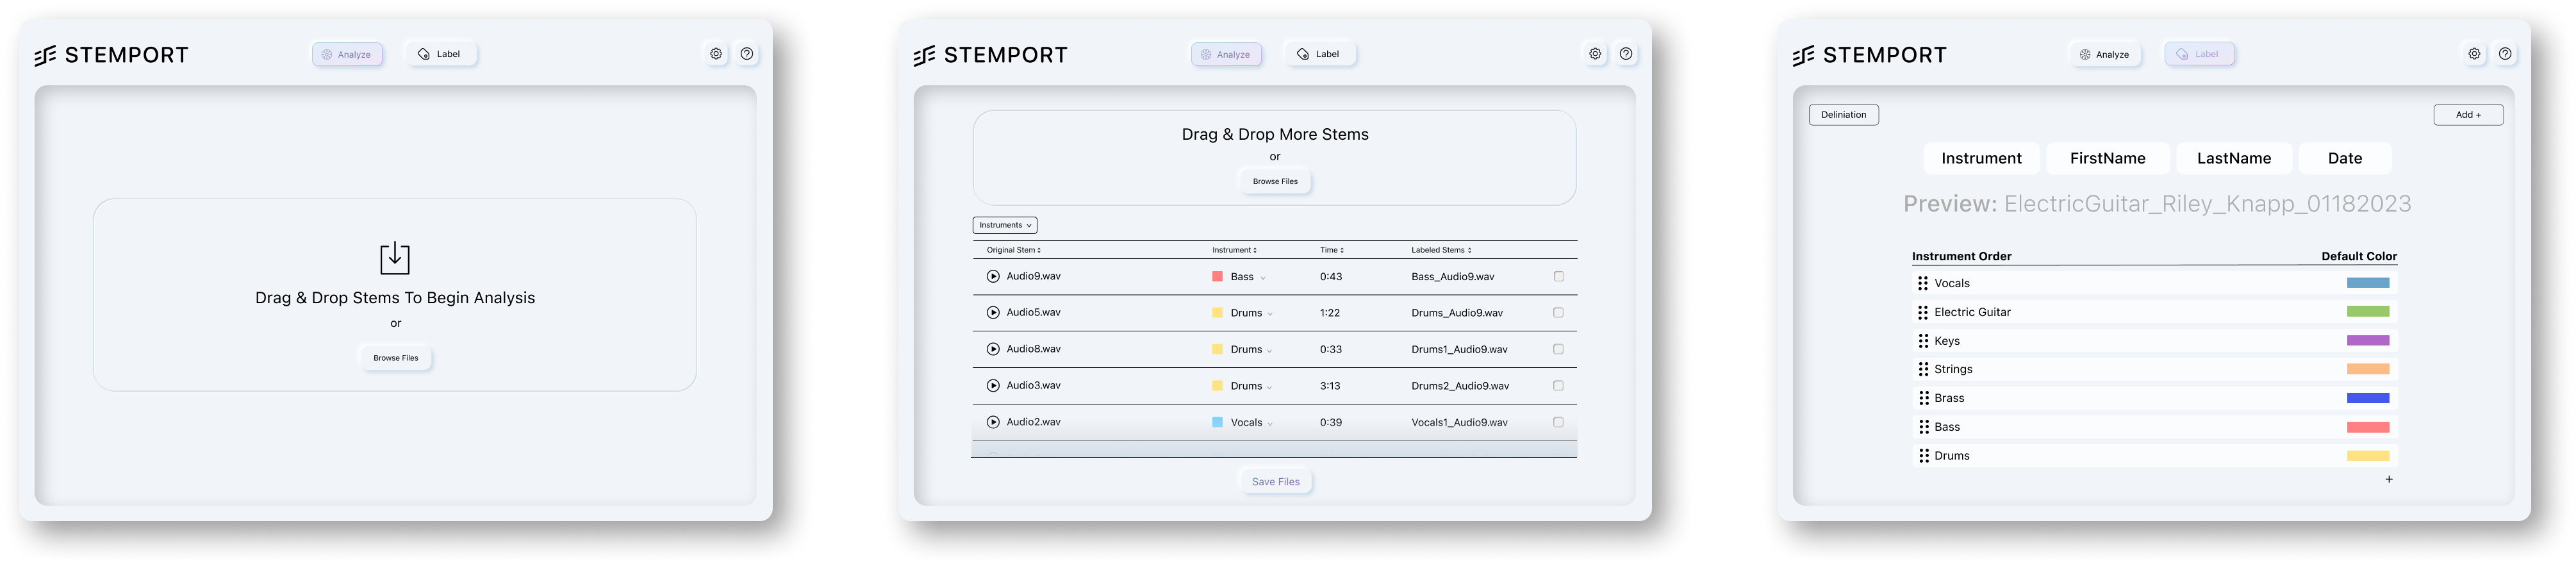 STEMPORT
Analyze
Label
Drag & Drop Stems To Begin Analysis
or
Browse Files
STEMPORT
Analyze
Label
Drag & Drop More Stems
or
Browse Files
Instruments
Original Stem Instrument Time Labeled Stems
Audio9.wav Bass 0:43 Bass_Audio9.wav
Audio5.wav Drums 1:22 Drums_Audio9.wav
Audio8.wav Drums 0:33 Drums1_Audio9.wav
Audio3.wav Drums 3:13 Drums2_Audio9.wav
Audio2.wav Vocals 0:39 Vocals1_Audio9.wav
Save Files
STEMPORT
Analyze
Label
Deliniation
Add +
Instrument FirstName LastName Date
Preview: ElectricGuitar_Riley_Knapp_01182023
Instrument Order Default Color
Vocals
Electric Guitar
Keys
Strings
Brass
Bass
Drums
+